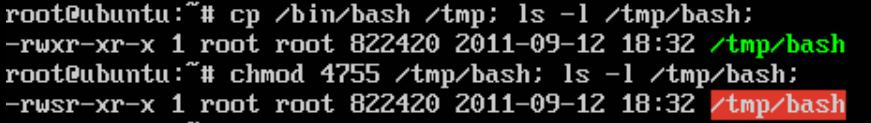 root@ubuntu:~# cp /bin/bash /tmp; ls -l /tmp/bash;
-rwxr-xr-x 1 root root 822420 2011-09-12 18:32 /tmp/bash
root@ubuntu:~# chmod 4755 /tmp/bash; ls -l /tmp/bash;
-rwsr-xr-x 1 root root 822420 2011-09-12 18:32 /tmp/bash